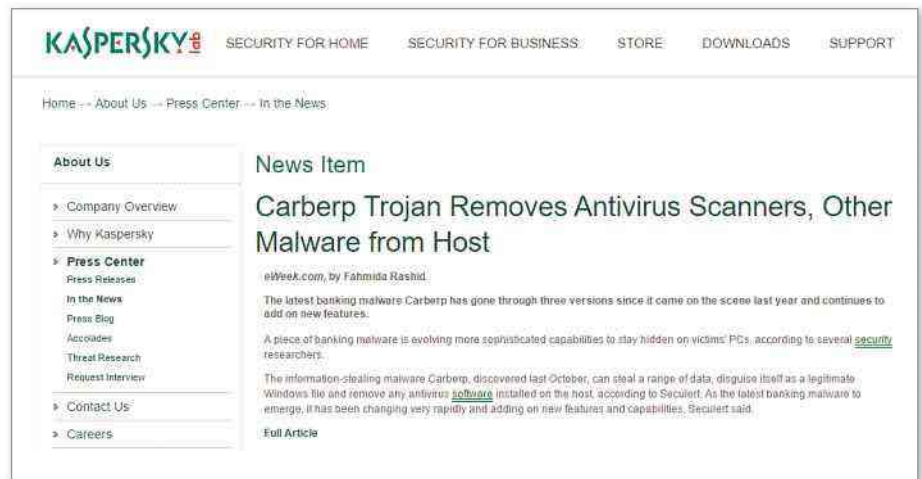 KASPERSKY lab
SECURITY FOR HOME SECURITY FOR BUSINESS STORE DOWNLOADS SUPPORT
Home → About Us → Press Center → In the News
About Us
» Company Overview
» Why Kaspersky
» Press Center
Press Releases
In the News
Press Blog
Accolades
Threat Research
Request Interview
» Contact Us
» Careers
News Item
Carberp Trojan Removes Antivirus Scanners, Other
Malware from Host
eWeek.com, by Fahmida Rashid
The latest banking malware Carberp has gone through three versions since it came on the scene last year and continues to
add on new features.
A piece of banking malware is evolving more sophisticated capabilities to stay hidden on victims' PCs, according to several security
researchers.
The information-stealing malware Carberp, discovered last October, can steal a range of data, disguise itself as a legitimate
Windows file and remove any antivirus software installed on the host, according to Seculert. As the latest banking malware to
emerge, it has been changing very rapidly and adding on new features and capabilities, Seculert said.
Full Article